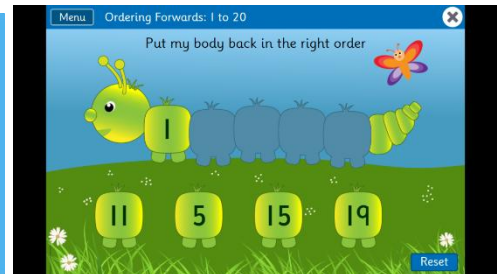 Menu Ordering Forwards: 1 to 20
Put my body back in the right order
1
11 5 15 19
Reset